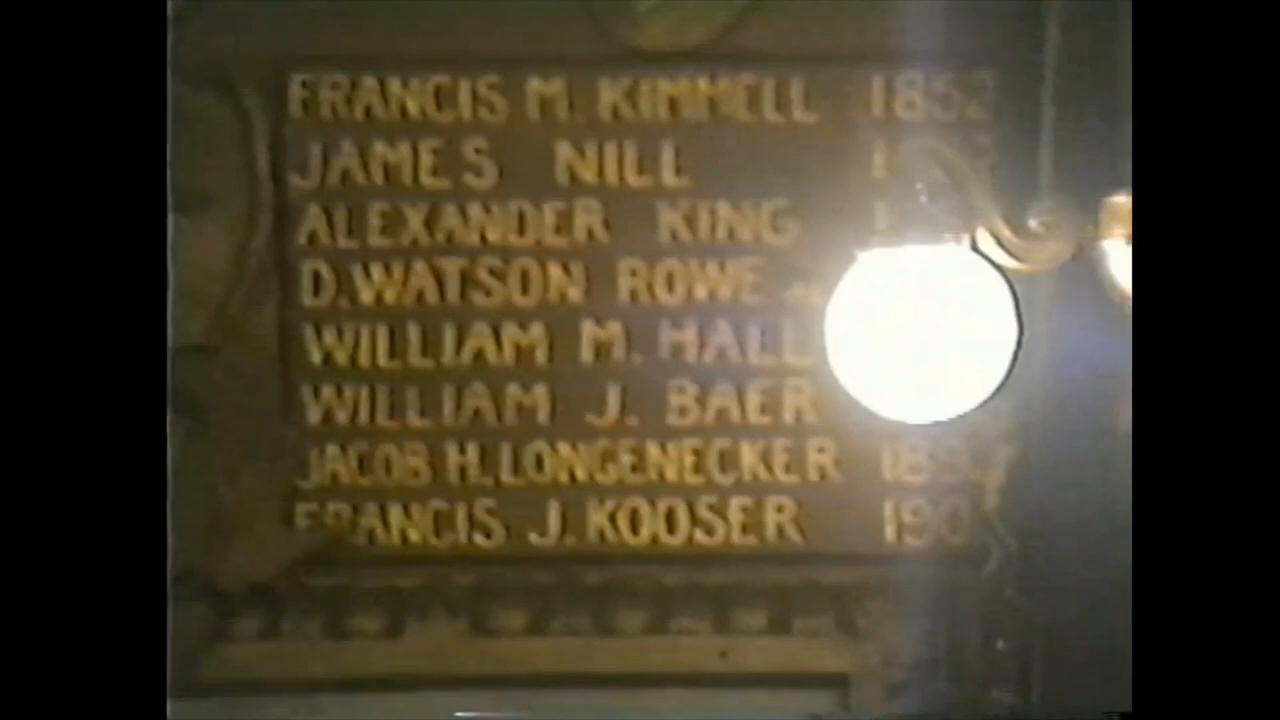 FRANCIS M. KIMMELL 1852
JAMES NILL
ALEXANDER KING
D. WATSON ROWE
WILLIAM M. HALL
WILLIAM J. BAER
JACOB H. LONGENECKER
FRANCIS J. KOOSER